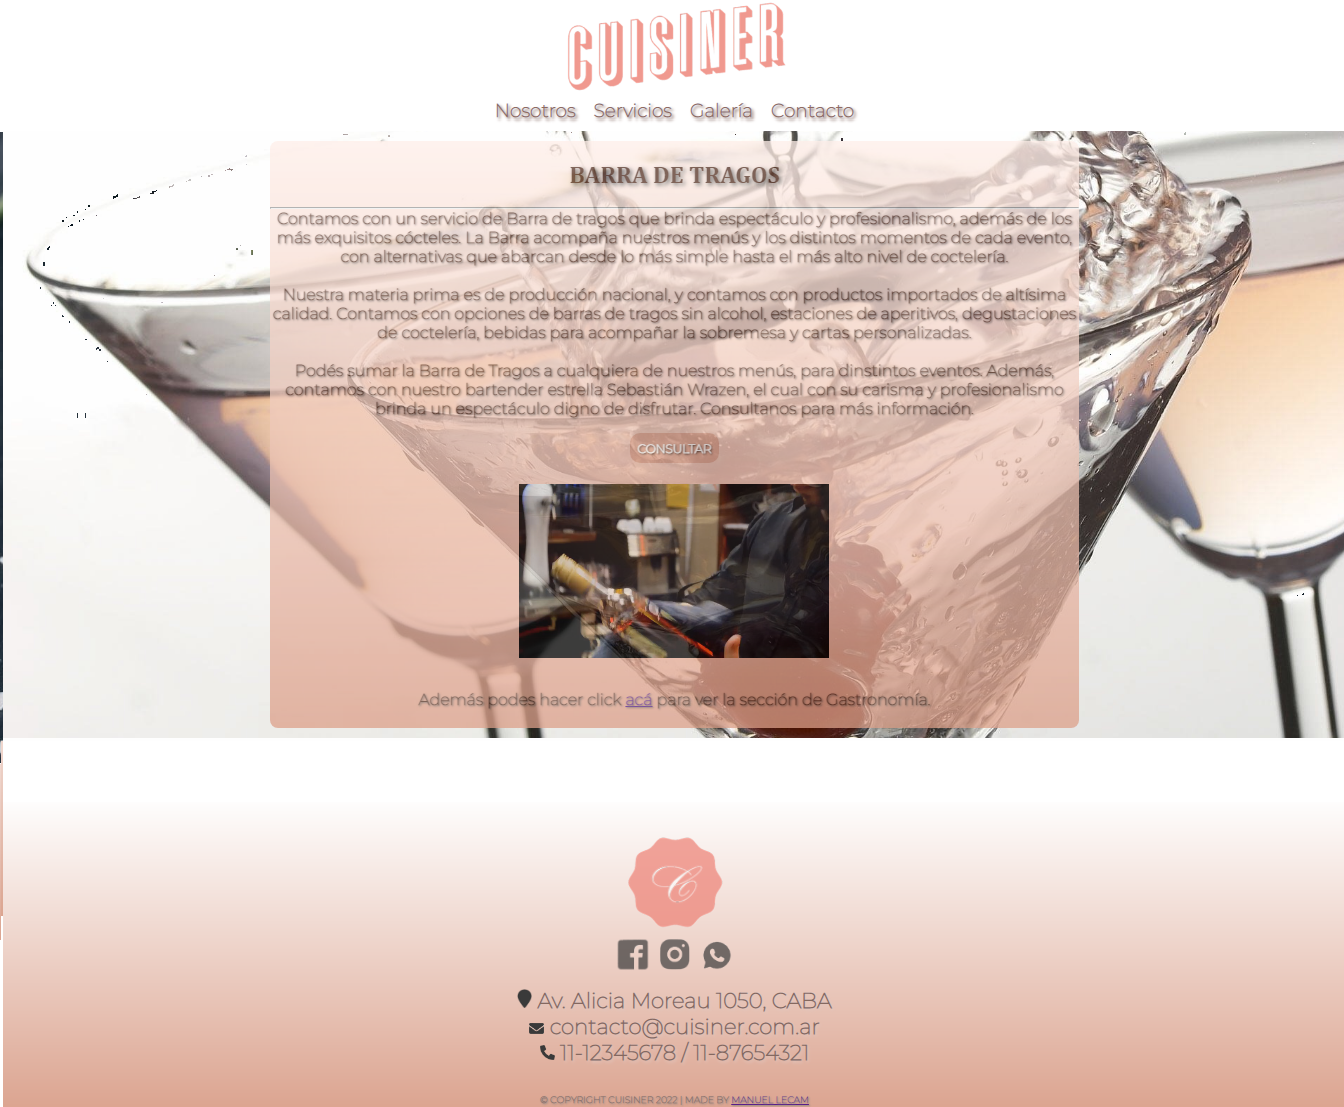 CUISINER
Nosotros Servicios Galería Contacto
BARRA DE TRAGOS
Contamos con un servicio de Barra de tragos que brinda espectáculo y profesionalismo, además de los
más exquisitos cócteles. La Barra acompaña nuestros menús y los distintos momentos de cada evento,
con alternativas que abarcan desde lo más simple hasta el más alto nivel de coctelería.
Nuestra materia prima es de producción nacional, y contamos con productos importados de altísima
calidad. Contamos con opciones de barras de tragos sin alcohol, estaciones de aperitivos, degustaciones
de coctelería, bebidas para acompañar la sobremesa y cartas personalizadas.
Podés sumar la Barra de Tragos a cualquiera de nuestros menús, para dinstintos eventos. Además,
contamos con nuestro bartender estrella Sebastián Wrazen, el cual con su carisma y profesionalismo
brinda un espectáculo digno de disfrutar. Consultanos para más información.
CONSULTAR
Además podes hacer click acá para ver la sección de Gastronomía.
C
Av. Alicia Moreau 1050, CABA
contacto@cuisiner.com.ar
11-12345678 / 11-87654321
© COPYRIGHT CUISINER 2022 | MADE BY MANUEL LECAM